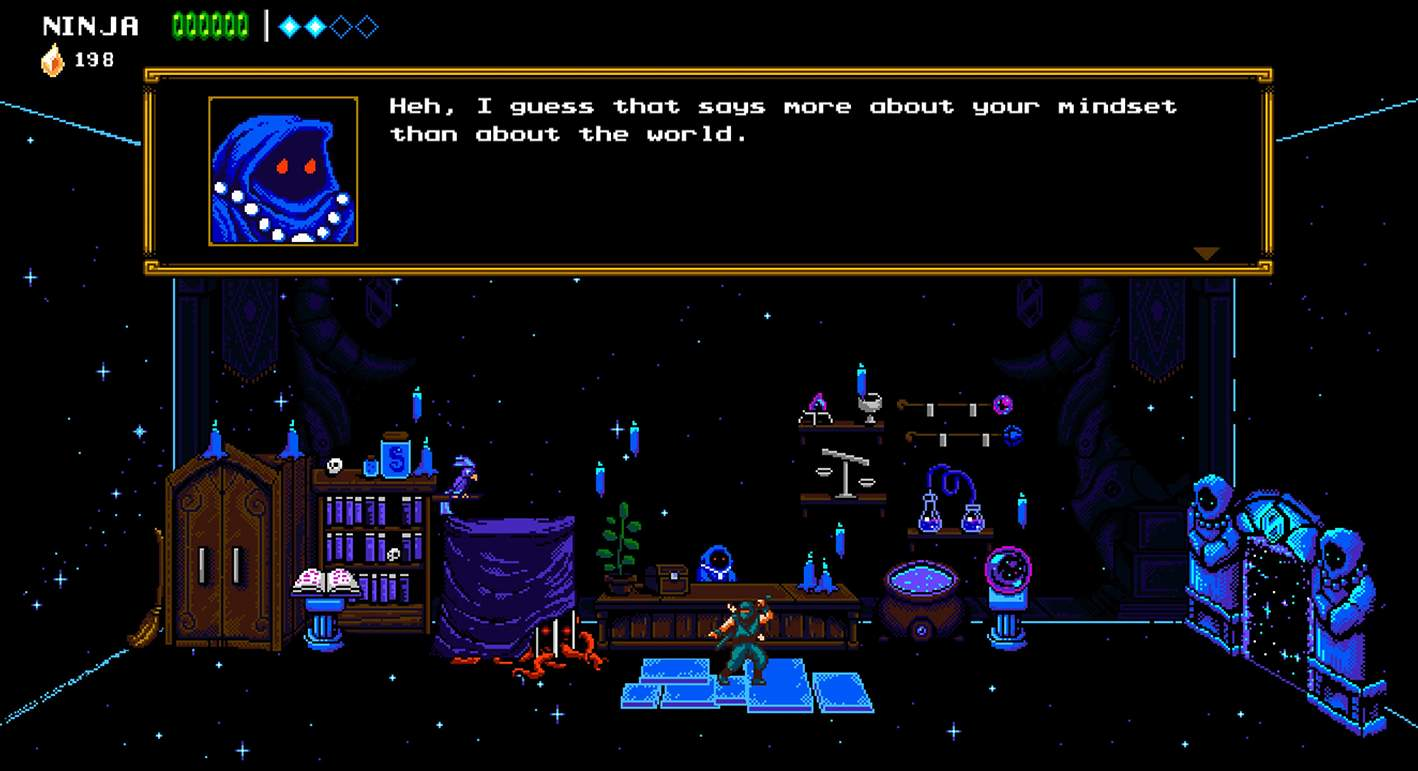 NINJA
198
Heh, I guess that says more about your mindset
than about the world.
S